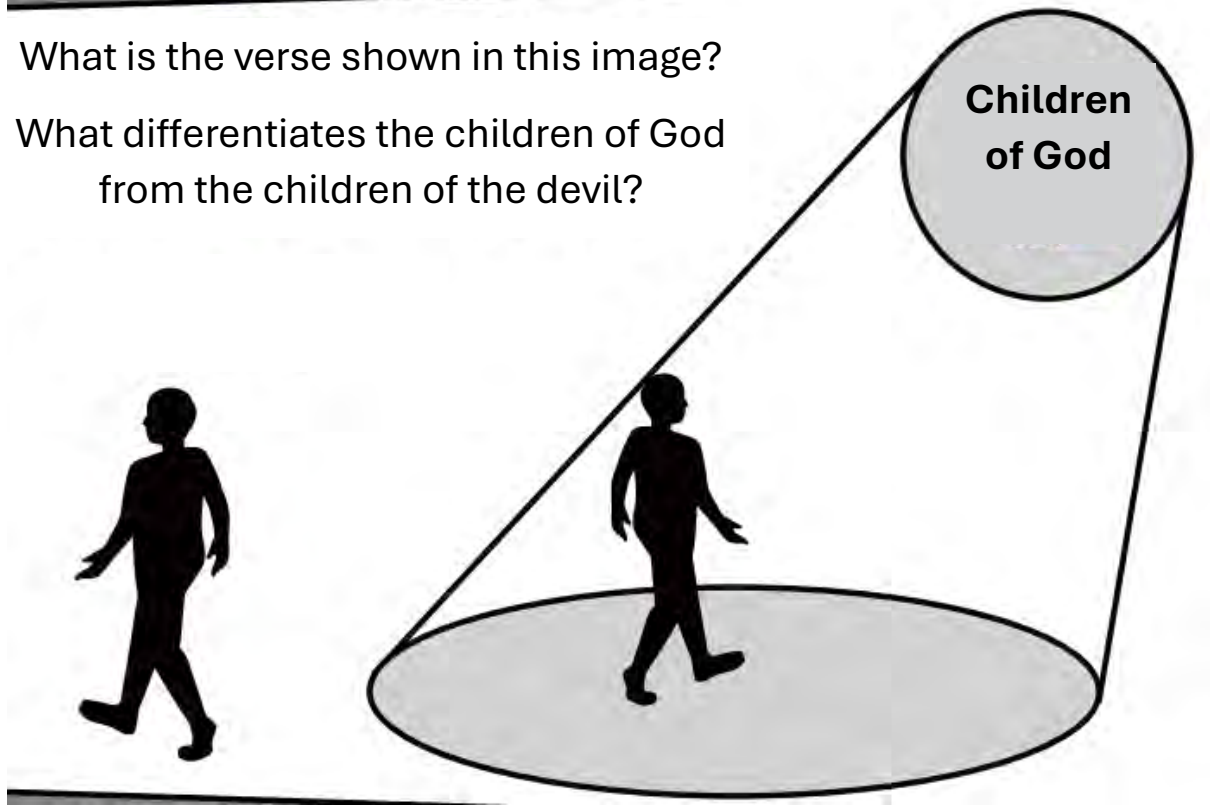 What is the verse shown in this image?
What differentiates the children of God
from the children of the devil?
Children
of God